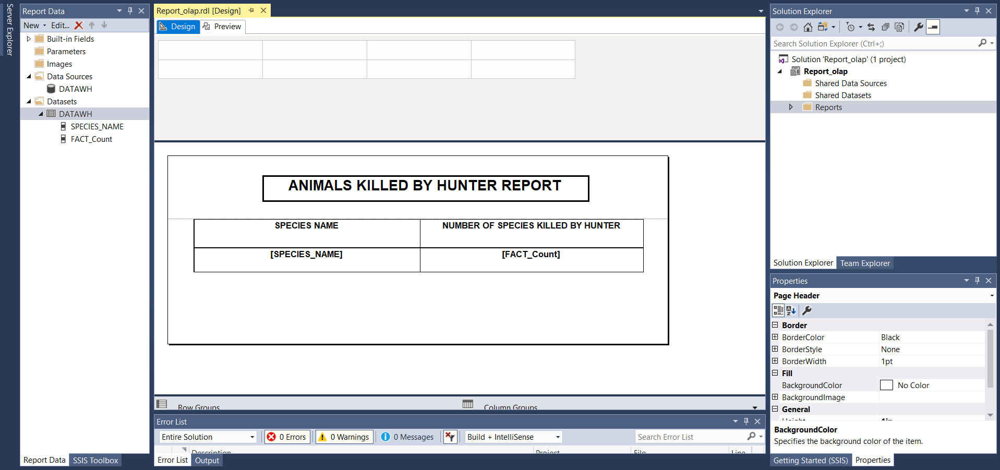 Server Explorer
Report Data
New Edit...
Built-in Fields
Parameters
Images
Data Sources
DATAWH
Datasets
DATAWH
SPECIES_NAME
FACT_Count
Report Data SSIS Toolbox
Report_olap.rdl [Design]
Design Preview
ANIMALS KILLED BY HUNTER REPORT
SPECIES NAME NUMBER OF SPECIES KILLED BY HUNTER
[SPECIES_NAME] [FACT_Count]
Row Groups Column Groups
Error List
Entire Solution 0 Errors 0 Warnings 0 Messages Build + IntelliSense Search Error List
Description Project File Line
Error List Output
Solution Explorer
Search Solution Explorer (Ctrl+;)
Solution 'Report_olap' (1 project)
Report_olap
Shared Data Sources
Shared Datasets
Reports
Solution Explorer Team Explorer
Properties
Page Header
Border
BorderColor Black
BorderStyle None
BorderWidth 1pt
Fill
BackgroundColor No Color
BackgroundImage
General
Height 1in
BackgroundColor
Specifies the background color of the item.
Getting Started (SSIS) Properties